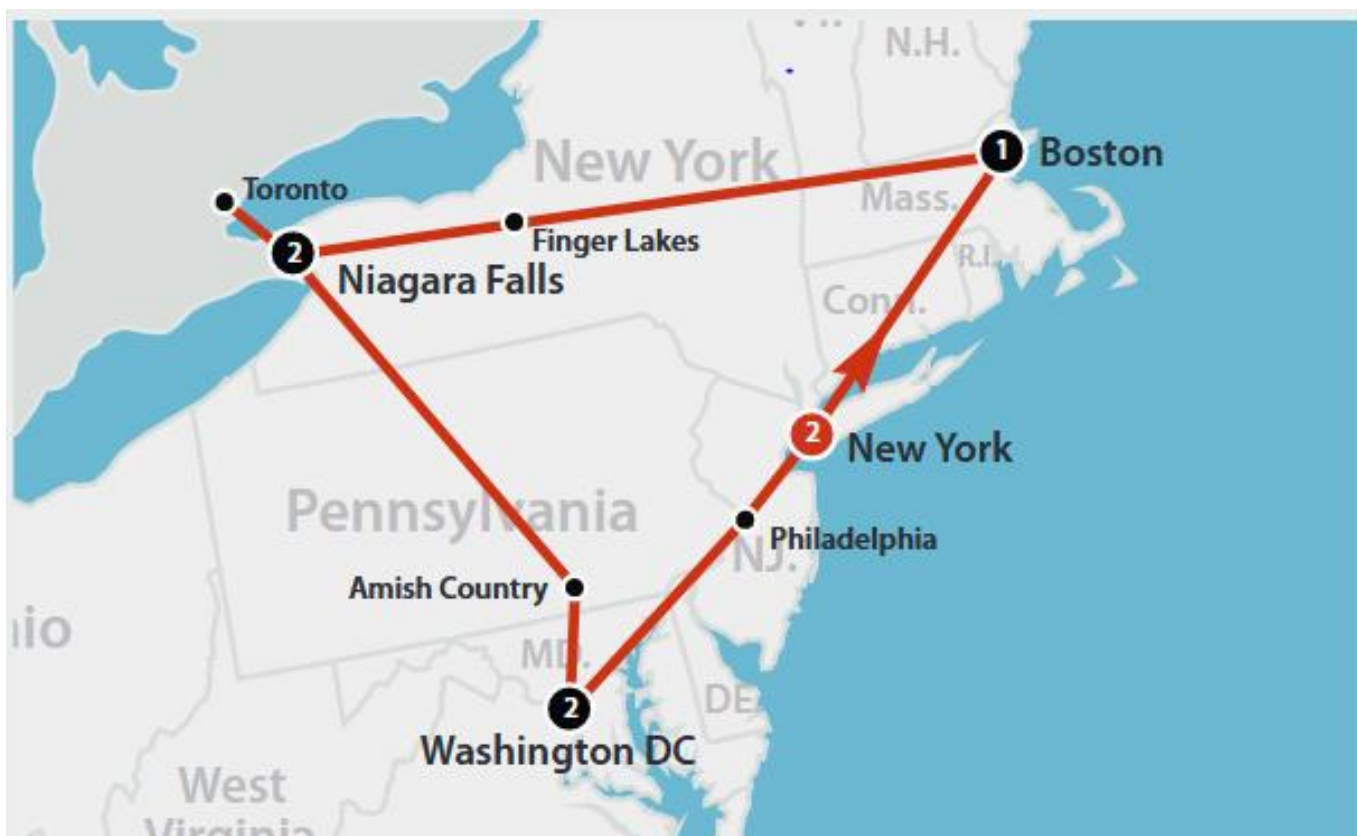 N.H.
New York
1
Boston
Toronto
Mass.
Finger Lakes
2
Niagara Falls
R.I.
Conn.
2
New York
Pennsylvania
Philadelphia
N.J.
Amish Country
MD.
2
DE
Washington DC
West
Virginia